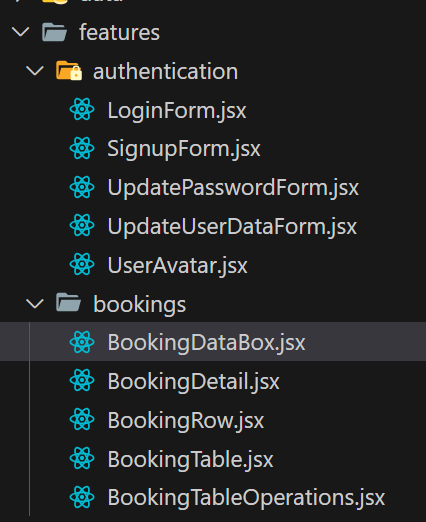 features
authentication
LoginForm.jsx
SignupForm.jsx
UpdatePasswordForm.jsx
UpdateUserDataForm.jsx
UserAvatar.jsx
bookings
BookingDataBox.jsx
BookingDetail.jsx
BookingRow.jsx
BookingTable.jsx
BookingTableOperations.jsx